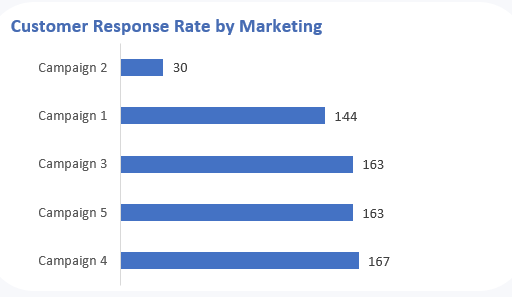 Customer Response Rate by Marketing
Campaign 2 30
Campaign 1 144
Campaign 3 163
Campaign 5 163
Campaign 4 167